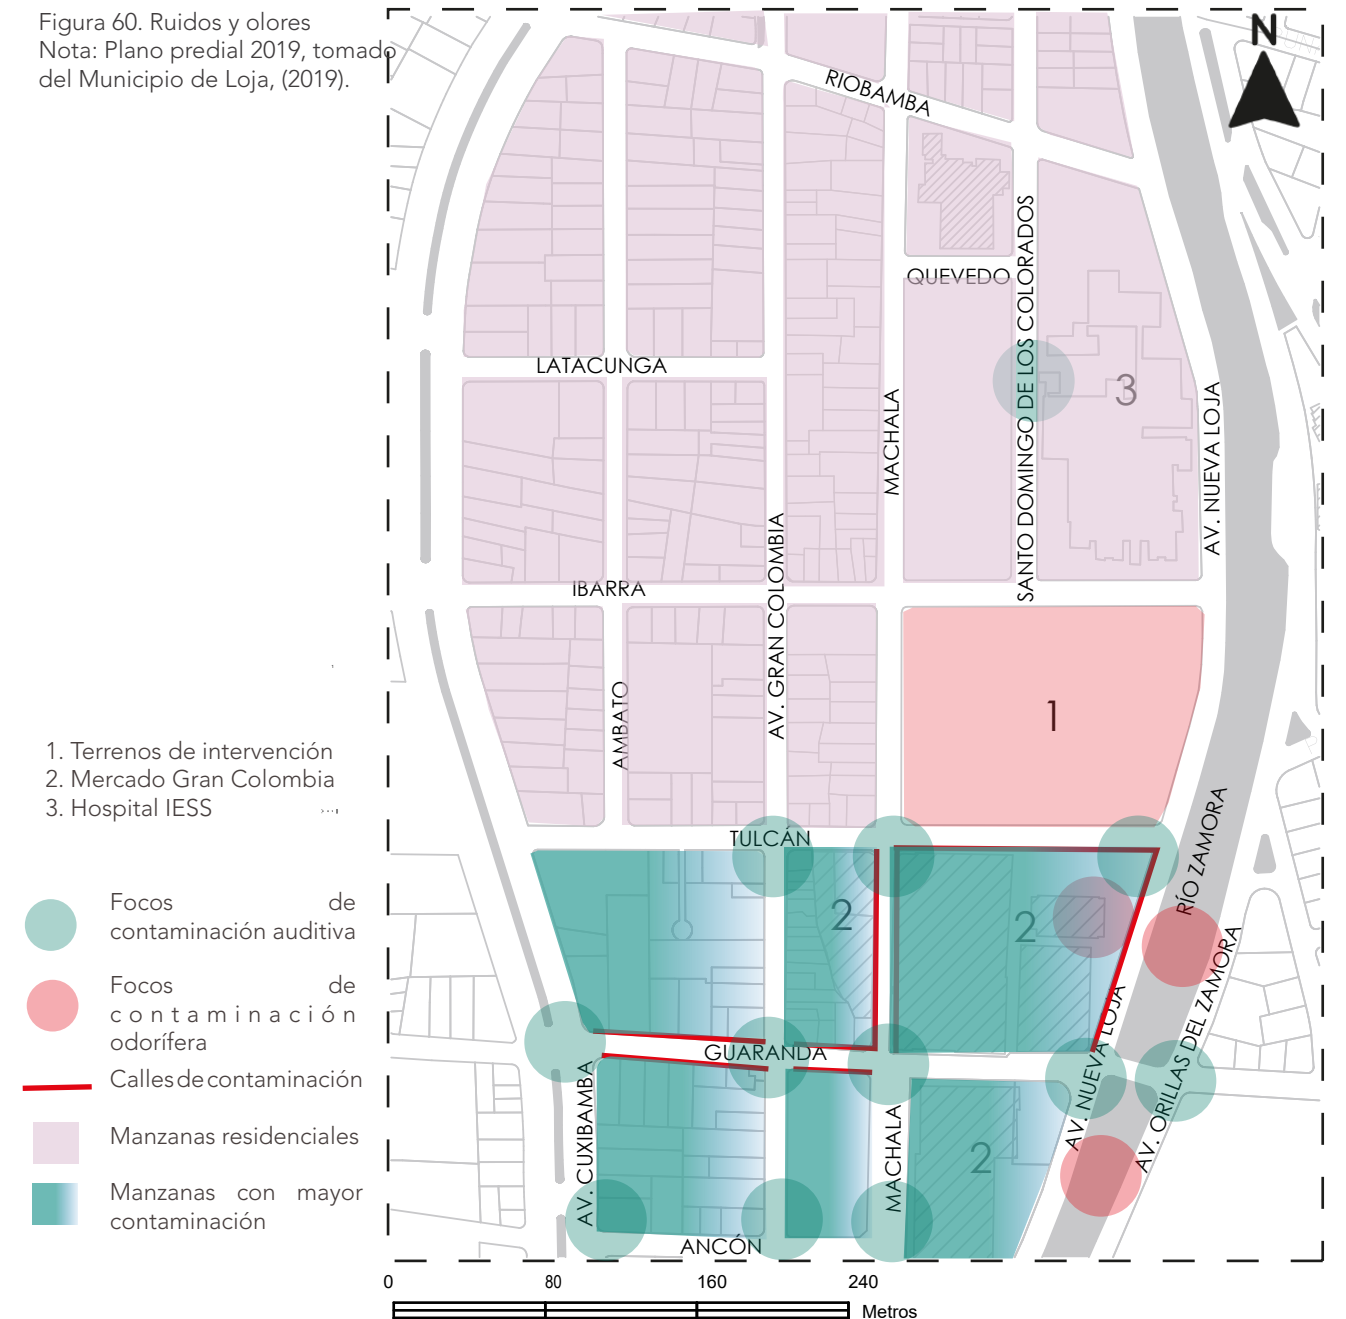 Figura 60. Ruidos y olores
Nota: Plano predial 2019, tomado
del Municipio de Loja, (2019).
N
RIOBAMBA
QUEVEDO
SANTO DOMINGO DE LOS COLORADOS
LATACUNGA
3
MACHALA
AV. NUEVA LOJA
AV. GRAN COLOMBIA
IBARRA
AMBATO
1
1. Terrenos de intervención
2. Mercado Gran Colombia
3. Hospital IESS
TULCÁN
RÍO ZAMORA
2
2
Focos de
contaminación auditiva
Focos de
contaminación
odorífera
Calles de contaminación
Manzanas residenciales
Manzanas con mayor
contaminación
GUARANDA
AV. NUEVA LOJA
AV. ORILLAS DEL ZAMORA
AV. CUXIBAMBA
MACHALA
2
ANCÓN
0 80 160 240
Metros